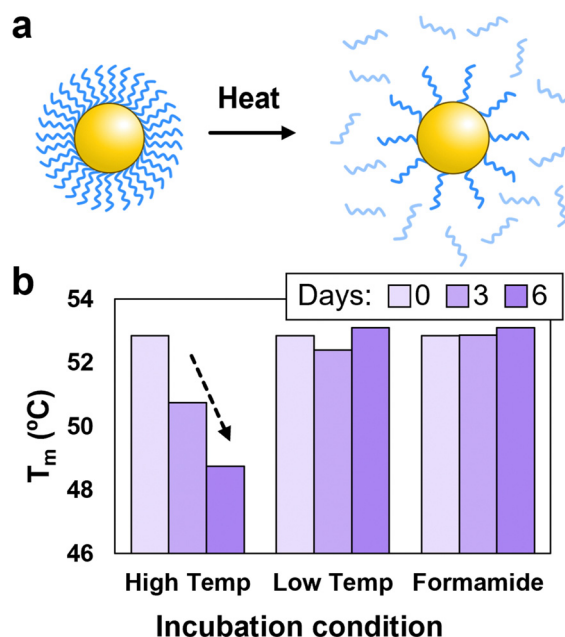 a
Heat
b
Days: 0 3 6
54
52
50
48
46
Tm (ºC)
High Temp Low Temp Formamide
Incubation condition